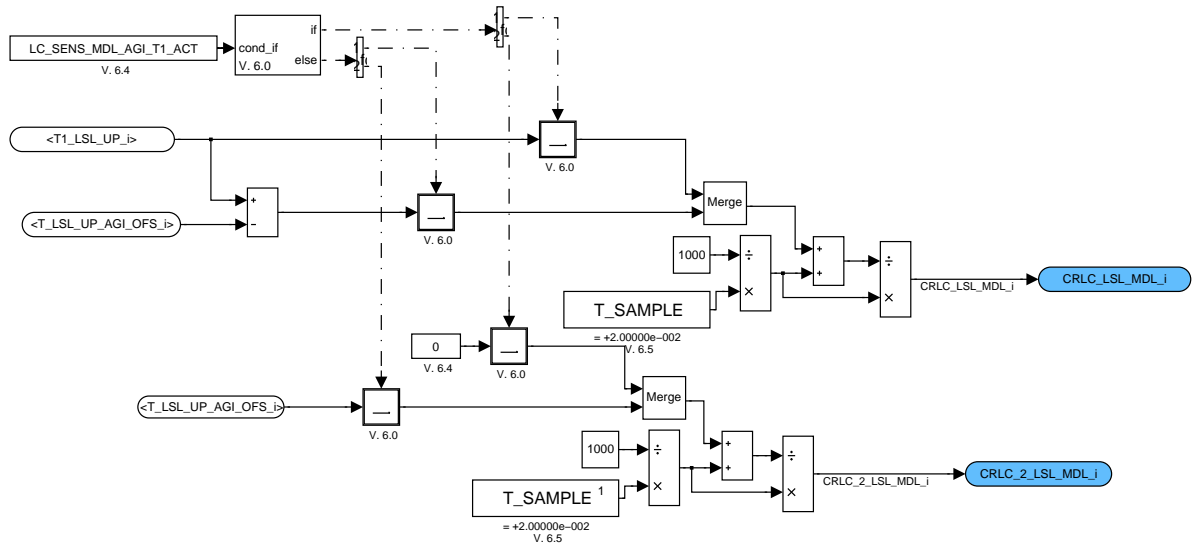 if
LC_SENS_MDL_AGI_T1_ACT
cond_if
V. 6.0
else
V. 6.4
<T1_LSL_UP_i>
V. 6.0
+
−
<T_LSL_UP_AGI_OFS_i>
V. 6.0
Merge
1000
÷
×
+
+
÷
×
CRLC_LSL_MDL_i
CRLC_LSL_MDL_i
T_SAMPLE
= +2.00000e−002
V. 6.5
0
V. 6.4
V. 6.0
<T_LSL_UP_AGI_OFS_i>
V. 6.0
Merge
1000
÷
×
+
+
÷
×
CRLC_2_LSL_MDL_i
CRLC_2_LSL_MDL_i
T_SAMPLE 1
= +2.00000e−002
V. 6.5